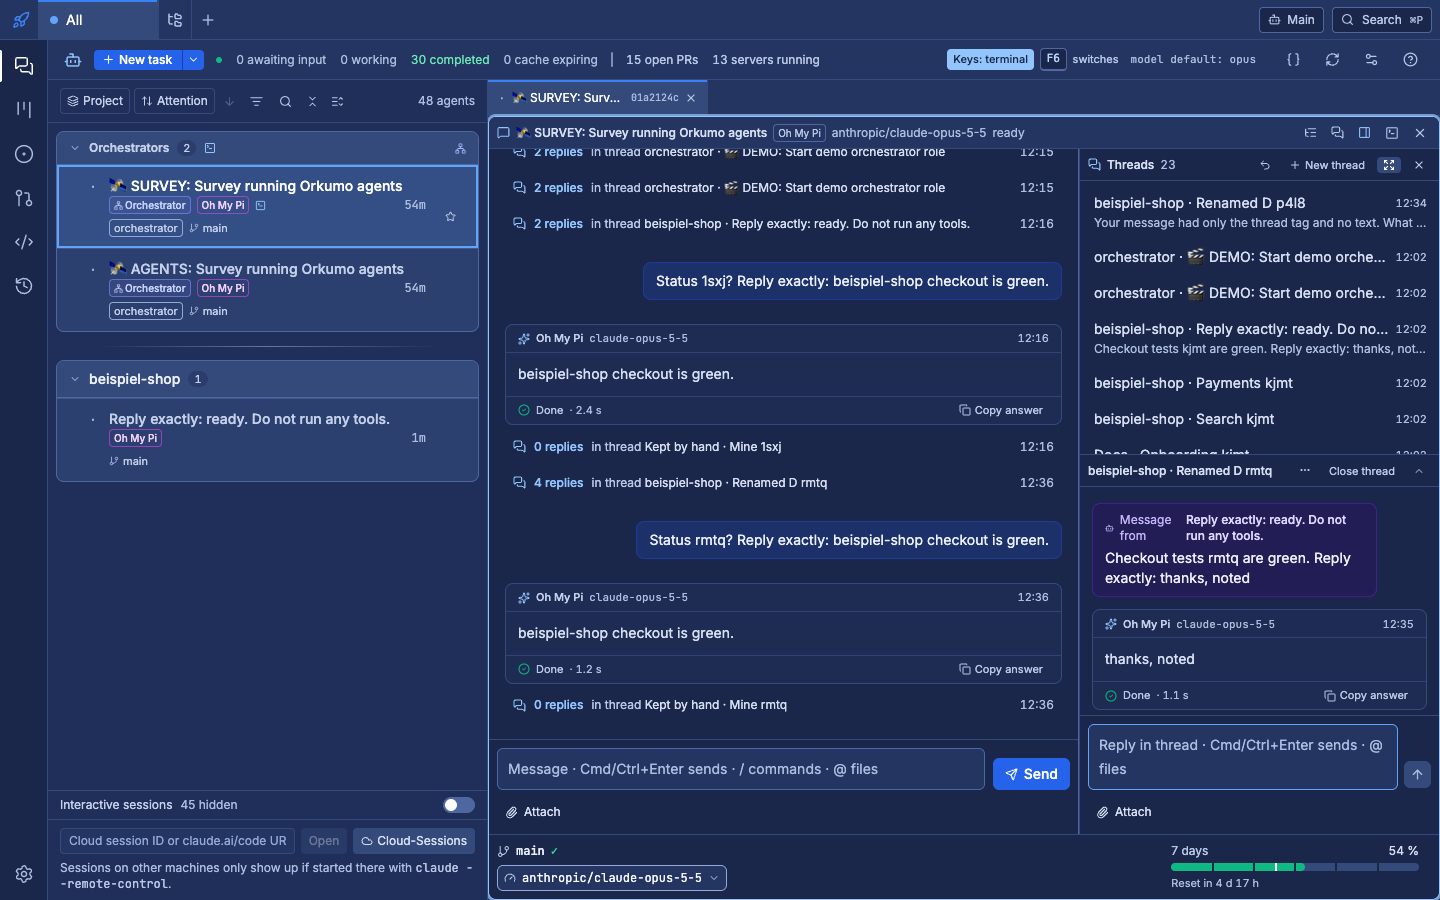 All
Main
Search ⌘P
New task
0 awaiting input
0 working
30 completed
0 cache expiring
15 open PRs
13 servers running
Keys: terminal
F6
switches
model default: opus
Project
Attention
48 agents
Orchestrators 2
SURVEY: Survey running Orkumo agents
Orchestrator
Oh My Pi
54m
orchestrator
main
AGENTS: Survey running Orkumo agents
Orchestrator
Oh My Pi
54m
orchestrator
main
beispiel-shop 1
Reply exactly: ready. Do not run any tools.
Oh My Pi
1m
main
Interactive sessions 45 hidden
Cloud session ID or claude.ai/code UR
Open
Cloud-Sessions
Sessions on other machines only show up if started there with claude -
-remote-control.
SURVEY: Surv... 01a2124c
SURVEY: Survey running Orkumo agents Oh My Pi anthropic/claude-opus-5-5 ready
2 replies in thread orchestrator · DEMO: Start demo orchestrator role 12:15
2 replies in thread orchestrator · DEMO: Start demo orchestrator role 12:15
2 replies in thread beispiel-shop · Reply exactly: ready. Do not run any tools. 12:16
Status 1sxj? Reply exactly: beispiel-shop checkout is green.
Oh My Pi claude-opus-5-5 12:16
beispiel-shop checkout is green.
Done · 2.4 s
Copy answer
0 replies in thread Kept by hand · Mine 1sxj 12:16
4 replies in thread beispiel-shop · Renamed D rmtq 12:36
Status rmtq? Reply exactly: beispiel-shop checkout is green.
Oh My Pi claude-opus-5-5 12:36
beispiel-shop checkout is green.
Done · 1.2 s
Copy answer
0 replies in thread Kept by hand · Mine rmtq 12:36
Message · Cmd/Ctrl+Enter sends · / commands · @ files
Send
Attach
main ✓
anthropic/claude-opus-5-5
Threads 23
New thread
beispiel-shop · Renamed D p4l8 12:34
Your message had only the thread tag and no text. What ...
orchestrator · DEMO: Start demo orche... 12:02
orchestrator · DEMO: Start demo orche... 12:02
beispiel-shop · Reply exactly: ready. Do no... 12:02
Checkout tests kjmt are green. Reply exactly: thanks, not...
beispiel-shop · Payments kjmt 12:02
beispiel-shop · Search kjmt 12:02
Docs · Onboarding kjmt 12:02
beispiel-shop · Renamed D rmtq
Close thread
Message from
Reply exactly: ready. Do not
run any tools.
Checkout tests rmtq are green. Reply
exactly: thanks, noted
Oh My Pi claude-opus-5-5 12:35
thanks, noted
Done · 1.1 s
Copy answer
Reply in thread · Cmd/Ctrl+Enter sends · @
files
Attach
7 days 54 %
Reset in 4 d 17 h